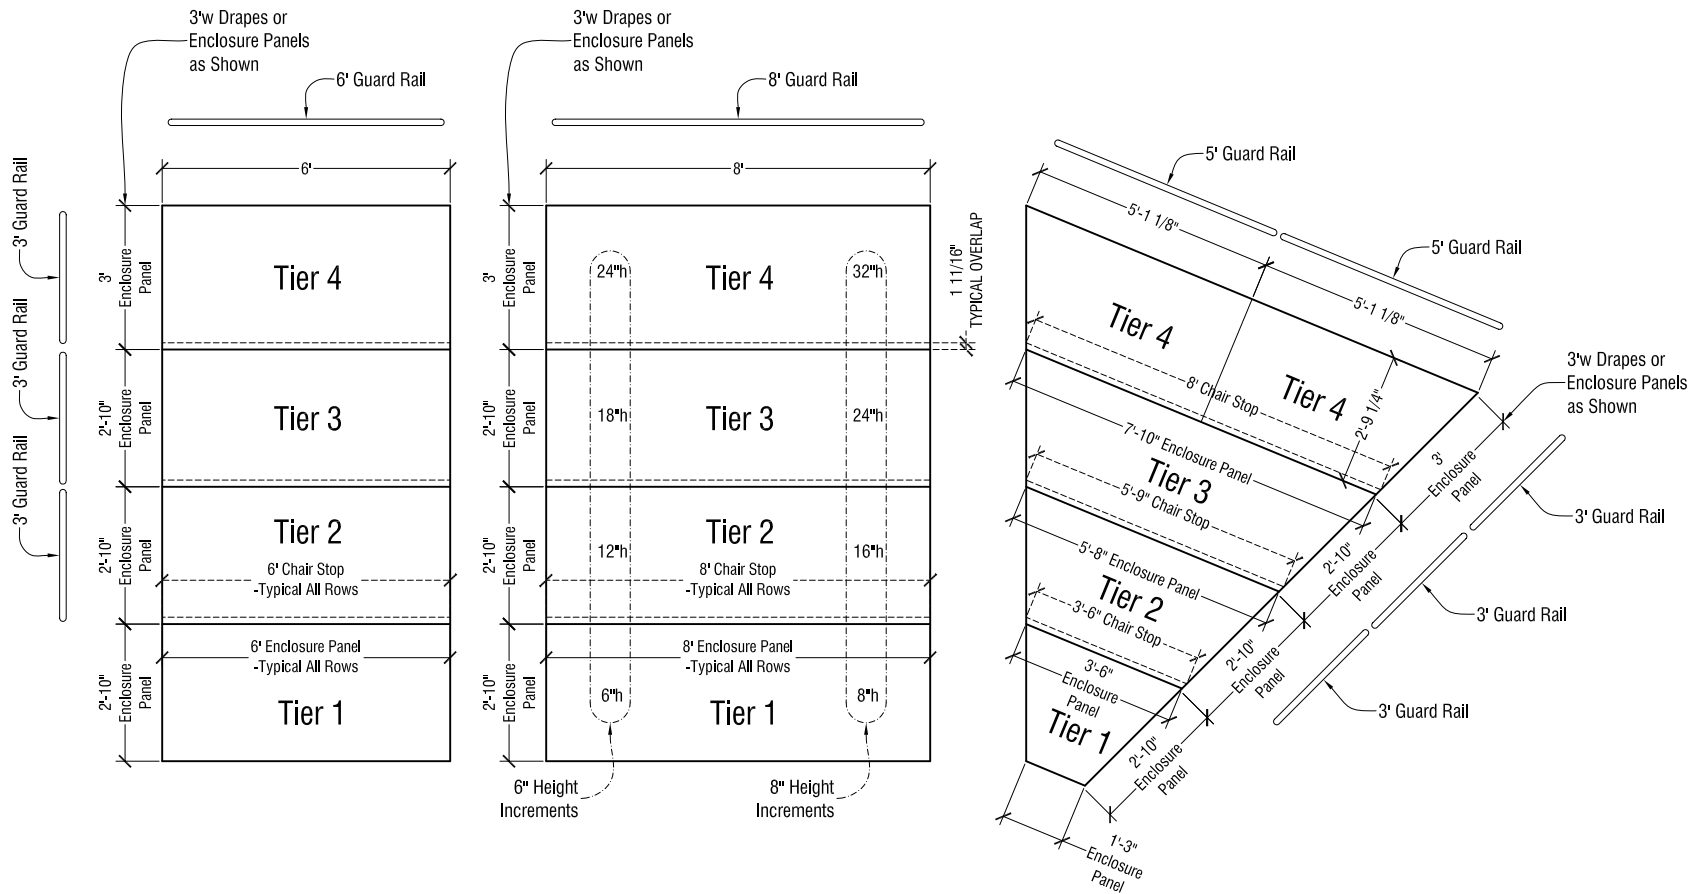 3'w Drapes or
Enclosure Panels
as Shown
6' Guard Rail
6'
3' Guard Rail
3' Guard Rail
3' Guard Rail
3'
Enclosure
Panel
2'-10"
Enclosure
Panel
2'-10"
Enclosure
Panel
2'-10"
Enclosure
Panel
Tier 4
Tier 3
Tier 2
6' Chair Stop
-Typical All Rows
6' Enclosure Panel
-Typical All Rows
Tier 1
3'w Drapes or
Enclosure Panels
as Shown
8' Guard Rail
8'
3'
Enclosure
Panel
2'-10"
Enclosure
Panel
2'-10"
Enclosure
Panel
2'-10"
Enclosure
Panel
24"h
Tier 4
32"h
18"h
Tier 3
24"h
12"h
Tier 2
16"h
8' Chair Stop
-Typical All Rows
8' Enclosure Panel
-Typical All Rows
6"h
Tier 1
8"h
6" Height
Increments
8" Height
Increments
1 11/16"
TYPICAL OVERLAP
5' Guard Rail
5'-1 1/8"
5' Guard Rail
5'-1 1/8"
Tier 4
Tier 4
8' Chair Stop
2'-9 1/4"
7'-10" Enclosure Panel
Tier 3
5'-9" Chair Stop
5'-8" Enclosure Panel
Tier 2
3'-6" Chair Stop
3'-6"
Enclosure
Panel
Tier 1
1'-3"
Enclosure
Panel
3'w Drapes or
Enclosure Panels
as Shown
3'
Enclosure
Panel
2'-10"
Enclosure
Panel
2'-10"
Enclosure
Panel
2'-10"
Enclosure
Panel
3' Guard Rail
3' Guard Rail
3' Guard Rail